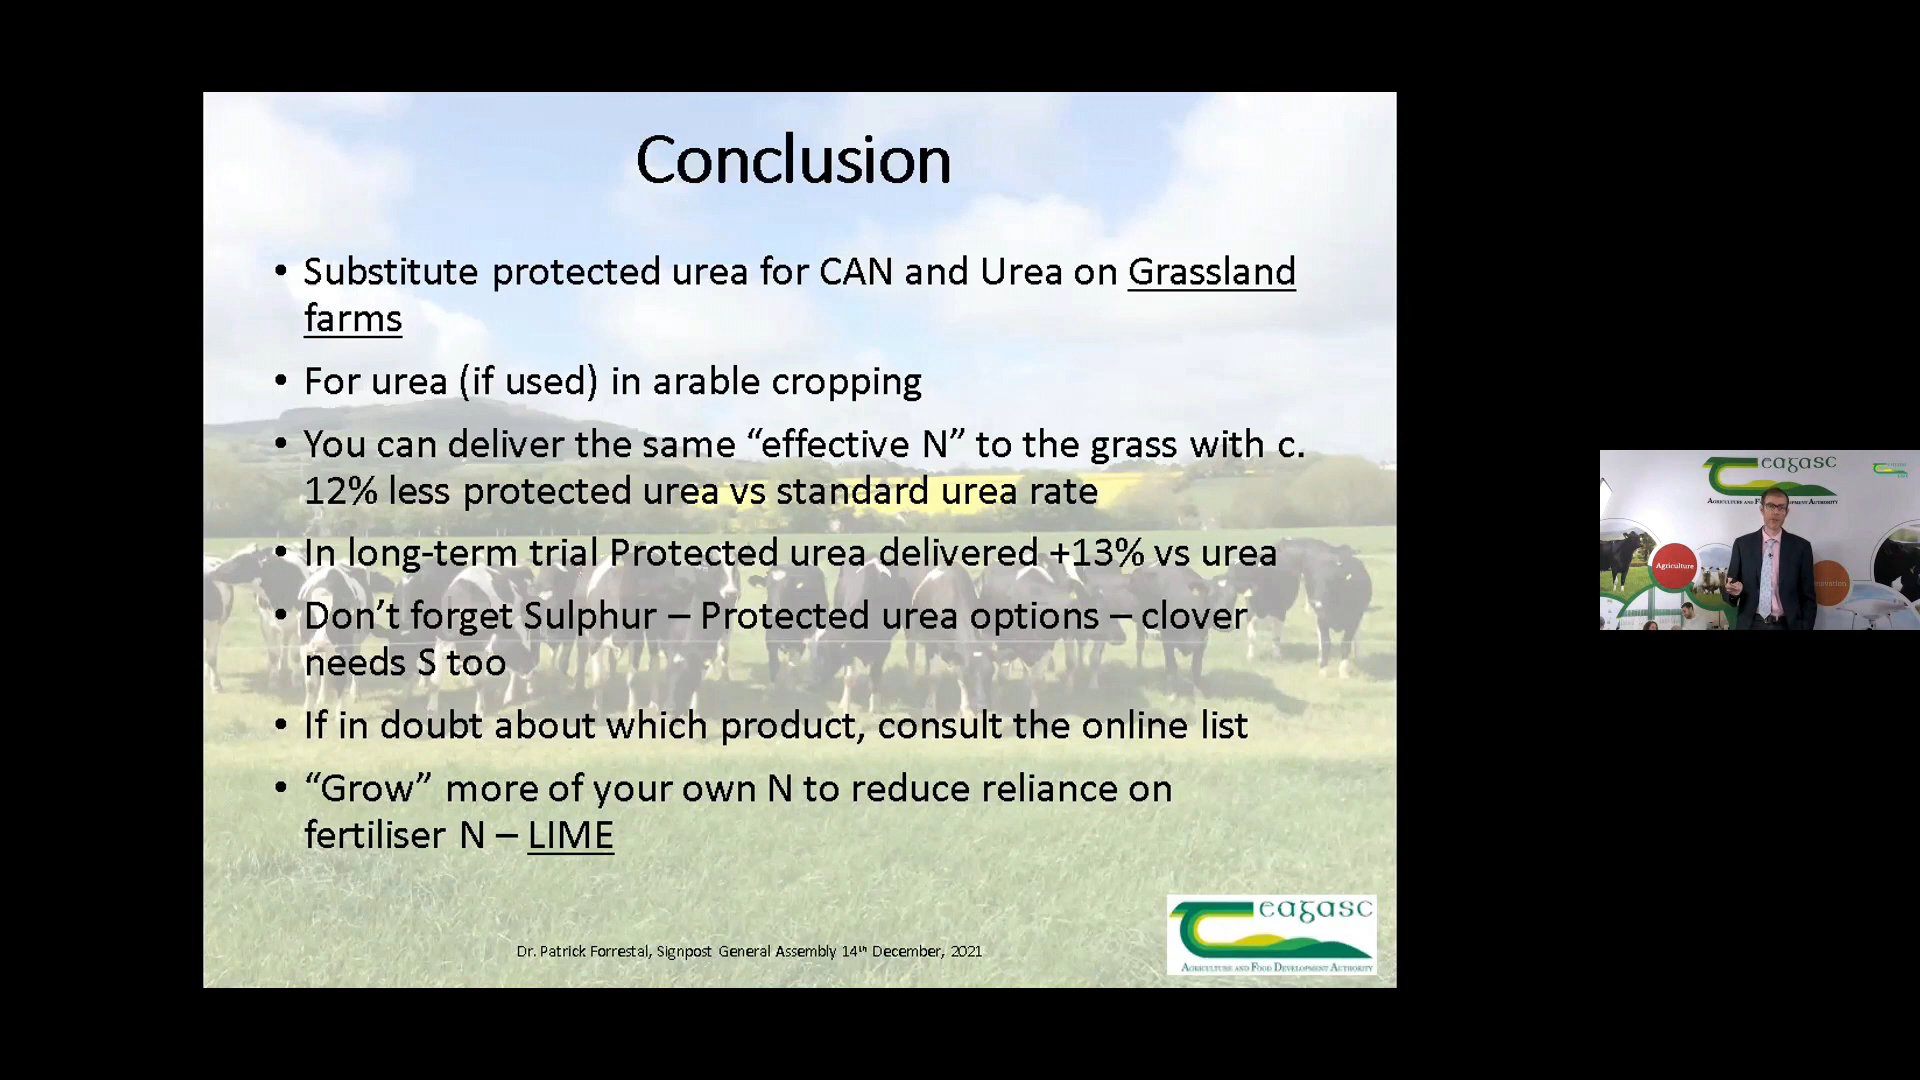 Conclusion
• Substitute protected urea for CAN and Urea on Grassland
farms
• For urea (if used) in arable cropping
• You can deliver the same “effective N” to the grass with c.
12% less protected urea vs standard urea rate
• In long-term trial Protected urea delivered +13% vs urea
• Don’t forget Sulphur – Protected urea options – clover
needs S too
• If in doubt about which product, consult the online list
• “Grow” more of your own N to reduce reliance on
fertiliser N – LIME
Dr. Patrick Forrestal, Signpost General Assembly 14th December, 2021
eagasc
AGRICULTURE AND FOOD DEVELOPMENT AUTHORITY
eagasc
Agriculture